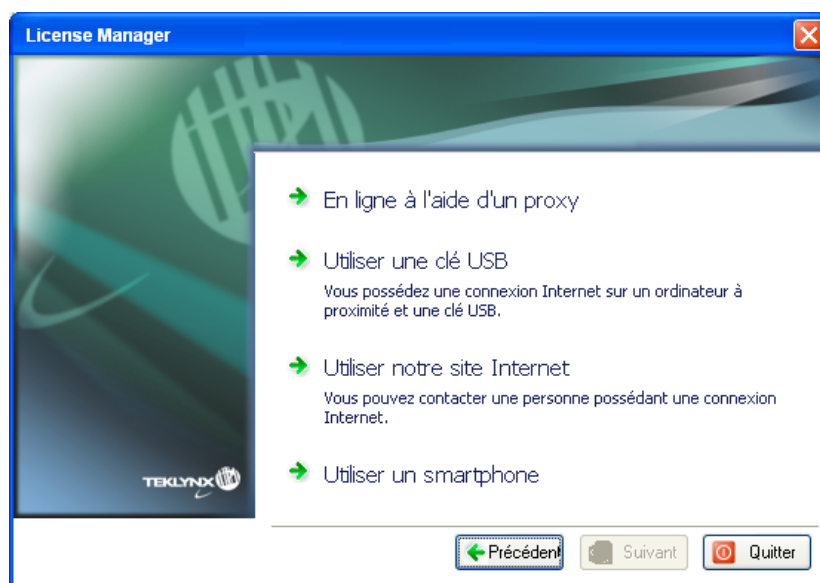 License Manager
En ligne à l'aide d'un proxy
Utiliser une clé USB
Vous possédez une connexion Internet sur un ordinateur à
proximité et une clé USB.
Utiliser notre site Internet
Vous pouvez contacter une personne possédant une connexion
Internet.
Utiliser un smartphone
TEKLYNX
Précédent
Suivant
Quitter